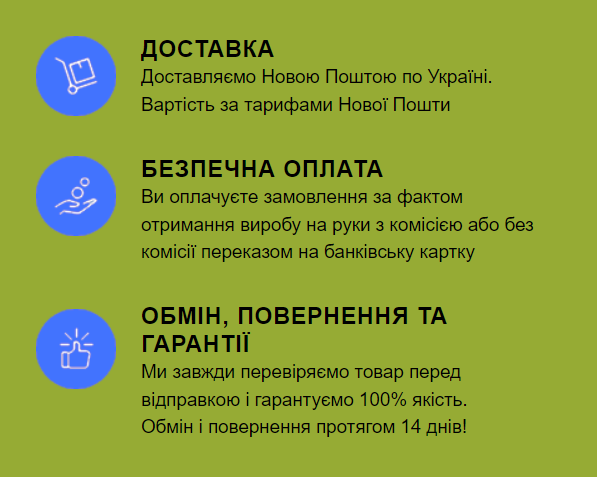 ДОСТАВКА
Доставляємо Новою Поштою по Україні.
Вартість за тарифами Нової Пошти
БЕЗПЕЧНА ОПЛАТА
Ви оплачуєте замовлення за фактом
отримання виробу на руки з комісією або без
комісії переказом на банківську картку
ОБМІН, ПОВЕРНЕННЯ ТА
ГАРАНТІЇ
Ми завжди перевіряємо товар перед
відправкою і гарантуємо 100% якість.
Обмін і повернення протягом 14 днів!